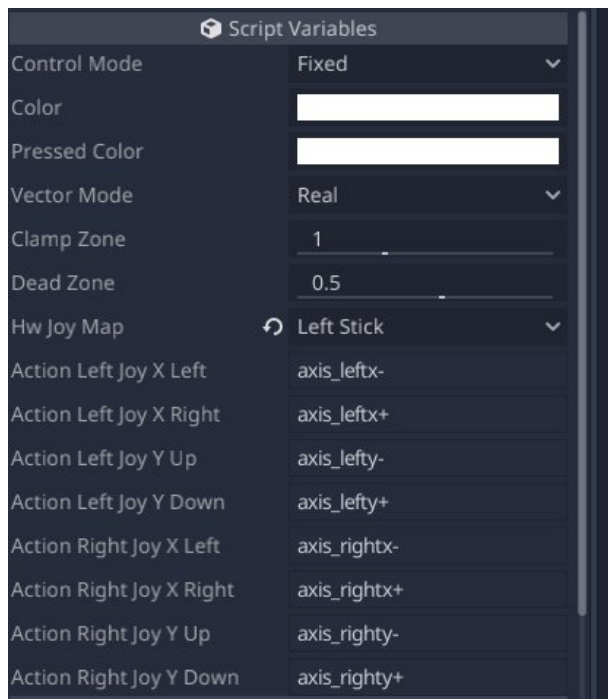 Script Variables
Control Mode Fixed
Color
Pressed Color
Vector Mode Real
Clamp Zone 1
Dead Zone 0.5
Hw Joy Map Left Stick
Action Left Joy X Left axis_leftx-
Action Left Joy X Right axis_leftx+
Action Left Joy Y Up axis_lefty-
Action Left Joy Y Down axis_lefty+
Action Right Joy X Left axis_rightx-
Action Right Joy X Right axis_rightx+
Action Right Joy Y Up axis_righty-
Action Right Joy Y Down axis_righty+